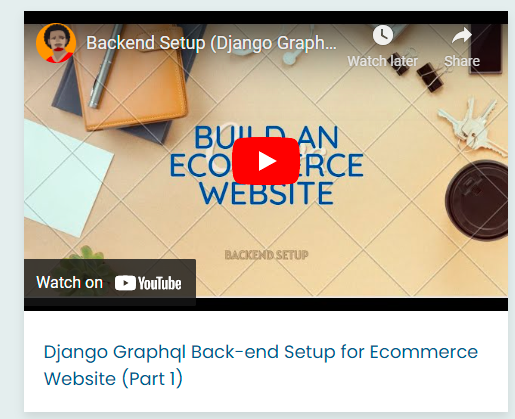 Backend Setup (Django Graph...
Watch later
Share
BUILD AN
ECOMMERCE
WEBSITE
BACKEND SETUP
Watch on YouTube
Django Graphql Back-end Setup for Ecommerce
Website (Part 1)